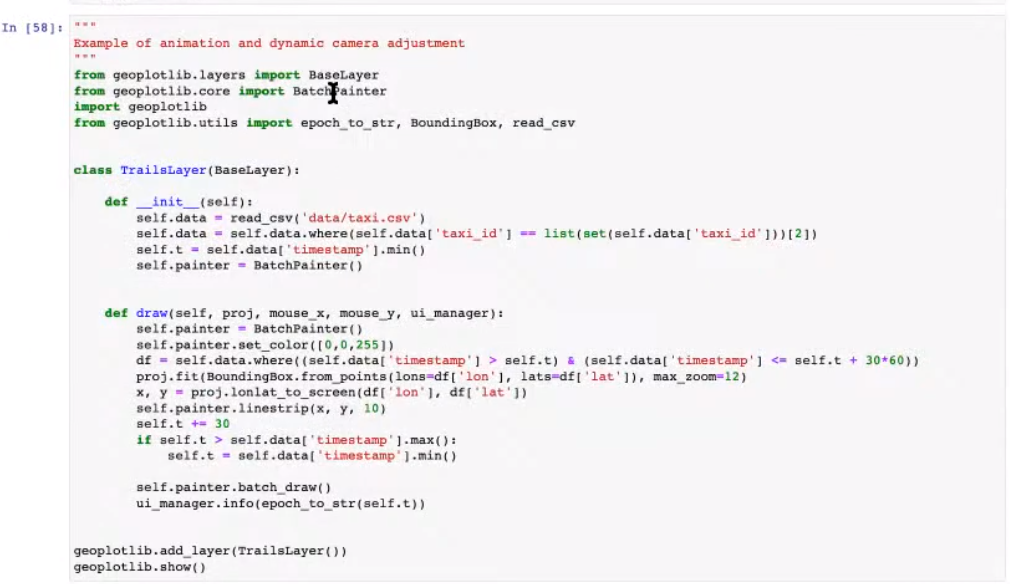 In [58]:
"""
Example of animation and dynamic camera adjustment
"""
from geoplotlib.layers import BaseLayer
from geoplotlib.core import BatchPainter
import geoplotlib
from geoplotlib.utils import epoch_to_str, BoundingBox, read_csv
class TrailsLayer(BaseLayer):
    def __init__(self):
        self.data = read_csv('data/taxi.csv')
        self.data = self.data.where(self.data['taxi_id'] == list(set(self.data['taxi_id']))[2])
        self.t = self.data['timestamp'].min()
        self.painter = BatchPainter()
    def draw(self, proj, mouse_x, mouse_y, ui_manager):
        self.painter = BatchPainter()
        self.painter.set_color([0,0,255])
        df = self.data.where((self.data['timestamp'] > self.t) & (self.data['timestamp'] <= self.t + 30*60))
        proj.fit(BoundingBox.from_points(lons=df['lon'], lats=df['lat']), max_zoom=12)
        x, y = proj.lonlat_to_screen(df['lon'], df['lat'])
        self.painter.linestrip(x, y, 10)
        self.t += 30
        if self.t > self.data['timestamp'].max():
            self.t = self.data['timestamp'].min()
        self.painter.batch_draw()
        ui_manager.info(epoch_to_str(self.t))
geoplotlib.add_layer(TrailsLayer())
geoplotlib.show()